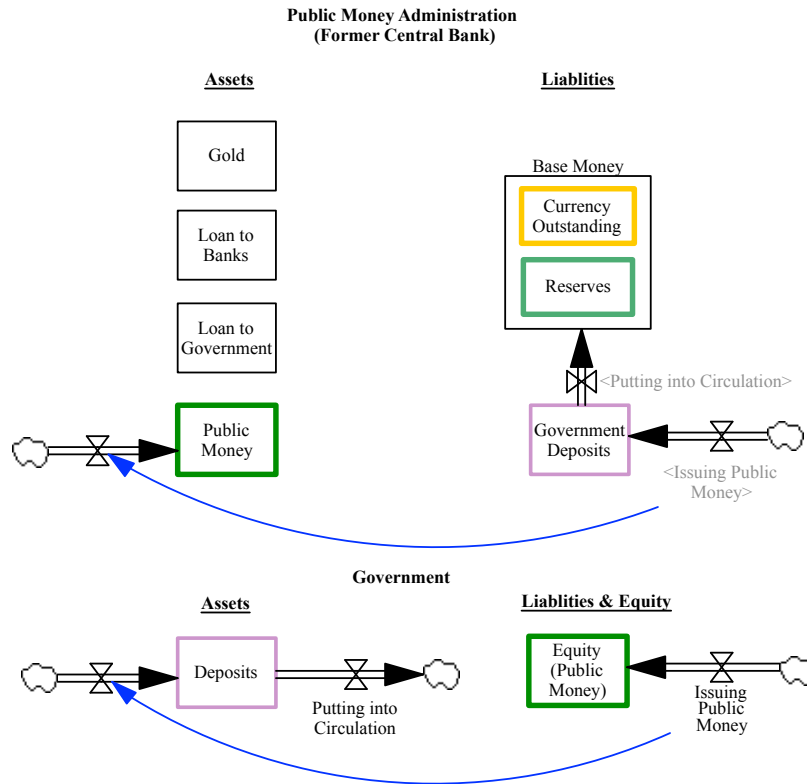 Public Money Administration
(Former Central Bank)
Assets
Liablities
Gold
Base Money
Currency
Outstanding
Loan to
Banks
Reserves
Loan to
Government
<Putting into Circulation>
Public
Money
Government
Deposits
<Issuing Public
Money>
Government
Assets
Liablities & Equity
Deposits
Equity
(Public
Money)
Putting into
Circulation
Issuing
Public
Money